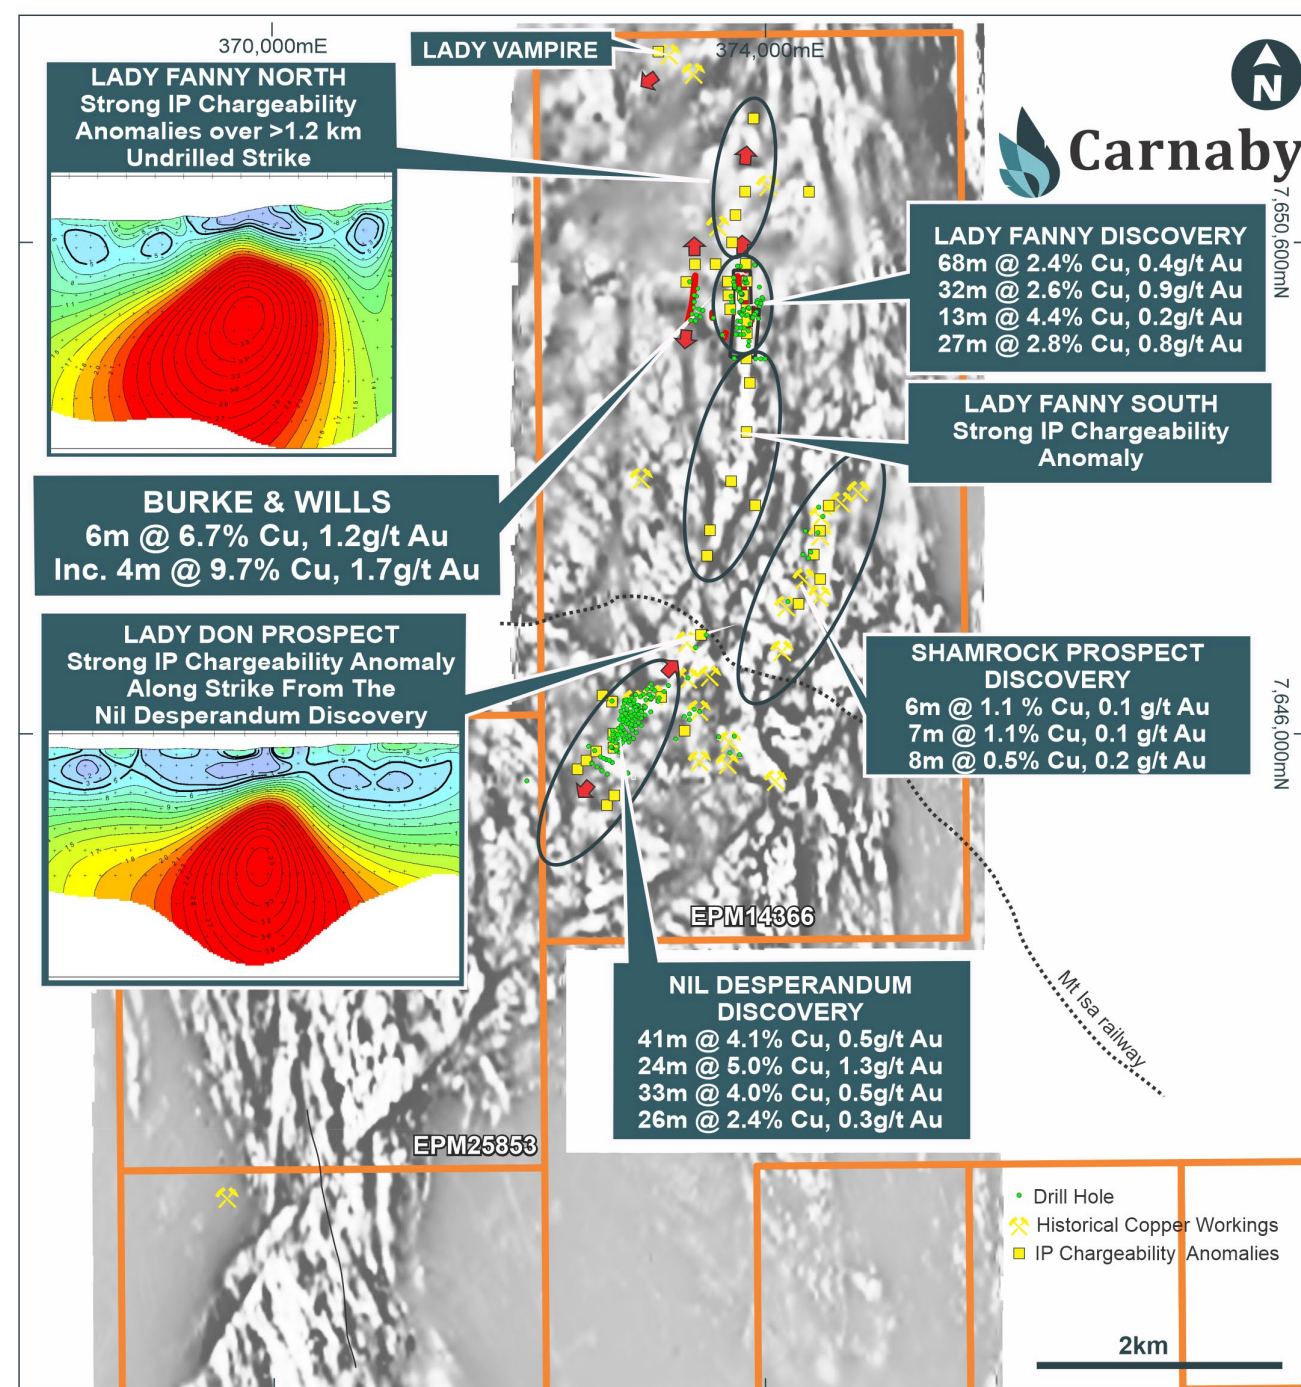 370,000mE
374,000mE
LADY VAMPIRE
N
Carnaby
LADY FANNY NORTH
Strong IP Chargeability
Anomalies over >1.2 km
Undrilled Strike
7,650,600mN
LADY FANNY DISCOVERY
68m @ 2.4% Cu, 0.4g/t Au
32m @ 2.6% Cu, 0.9g/t Au
13m @ 4.4% Cu, 0.2g/t Au
27m @ 2.8% Cu, 0.8g/t Au
LADY FANNY SOUTH
Strong IP Chargeability
Anomaly
BURKE & WILLS
6m @ 6.7% Cu, 1.2g/t Au
Inc. 4m @ 9.7% Cu, 1.7g/t Au
LADY DON PROSPECT
Strong IP Chargeability Anomaly
Along Strike From The
Nil Desperandum Discovery
SHAMROCK PROSPECT
DISCOVERY
6m @ 1.1 % Cu, 0.1 g/t Au
7m @ 1.1% Cu, 0.1 g/t Au
8m @ 0.5% Cu, 0.2 g/t Au
7,646,000mN
EPM14366
NIL DESPERANDUM
DISCOVERY
41m @ 4.1% Cu, 0.5g/t Au
24m @ 5.0% Cu, 1.3g/t Au
33m @ 4.0% Cu, 0.5g/t Au
26m @ 2.4% Cu, 0.3g/t Au
Mt Isa railway
EPM25853
Drill Hole
Historical Copper Workings
IP Chargeability Anomalies
2km